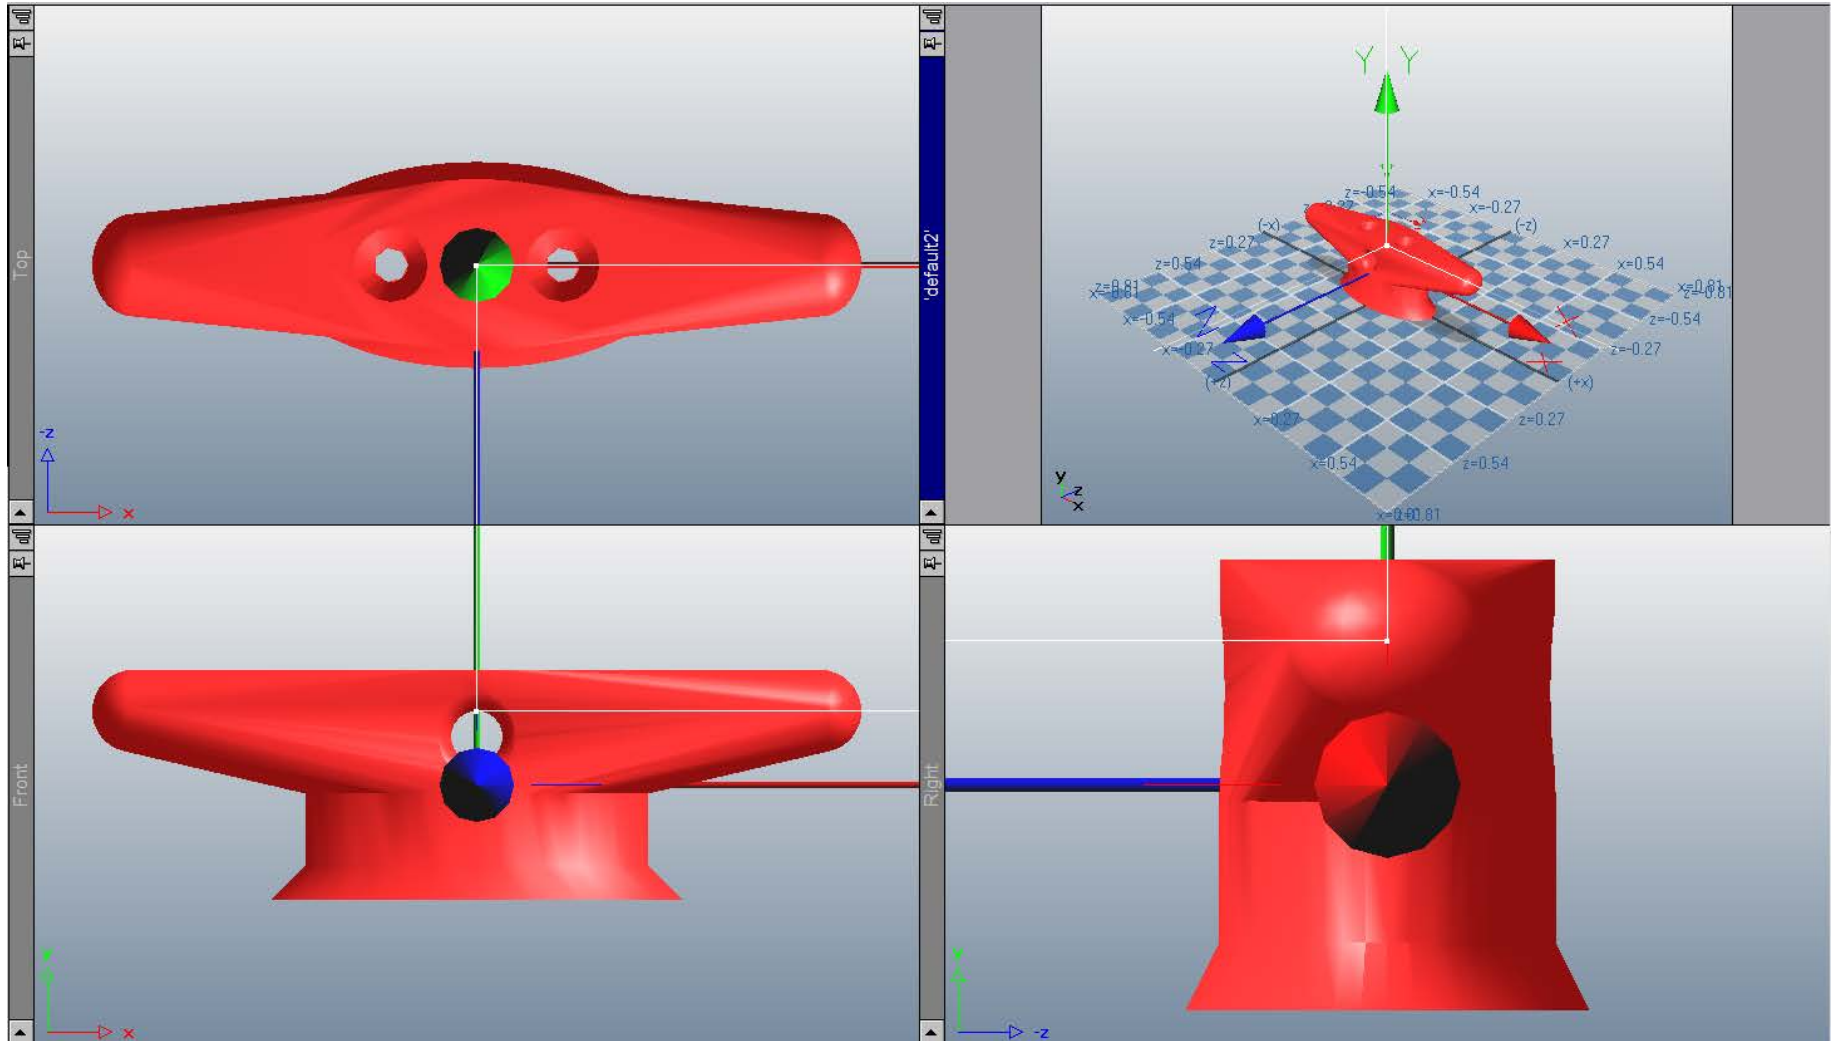 Top
-z
x
'default2'
Y Y
z=-0.54 x=-0.54
x=-0.27
(-x) (-z)
z=0.27 x=0.27
z=0.54 x=0.54
x=-0.54 z=-0.54
x=-0.27 z=-0.27
Z X
Z X
(+z) (+x)
x=0.27 z=0.27
x=0.54 z=0.54
y
z
x
Front
y
x
Right
y
-z